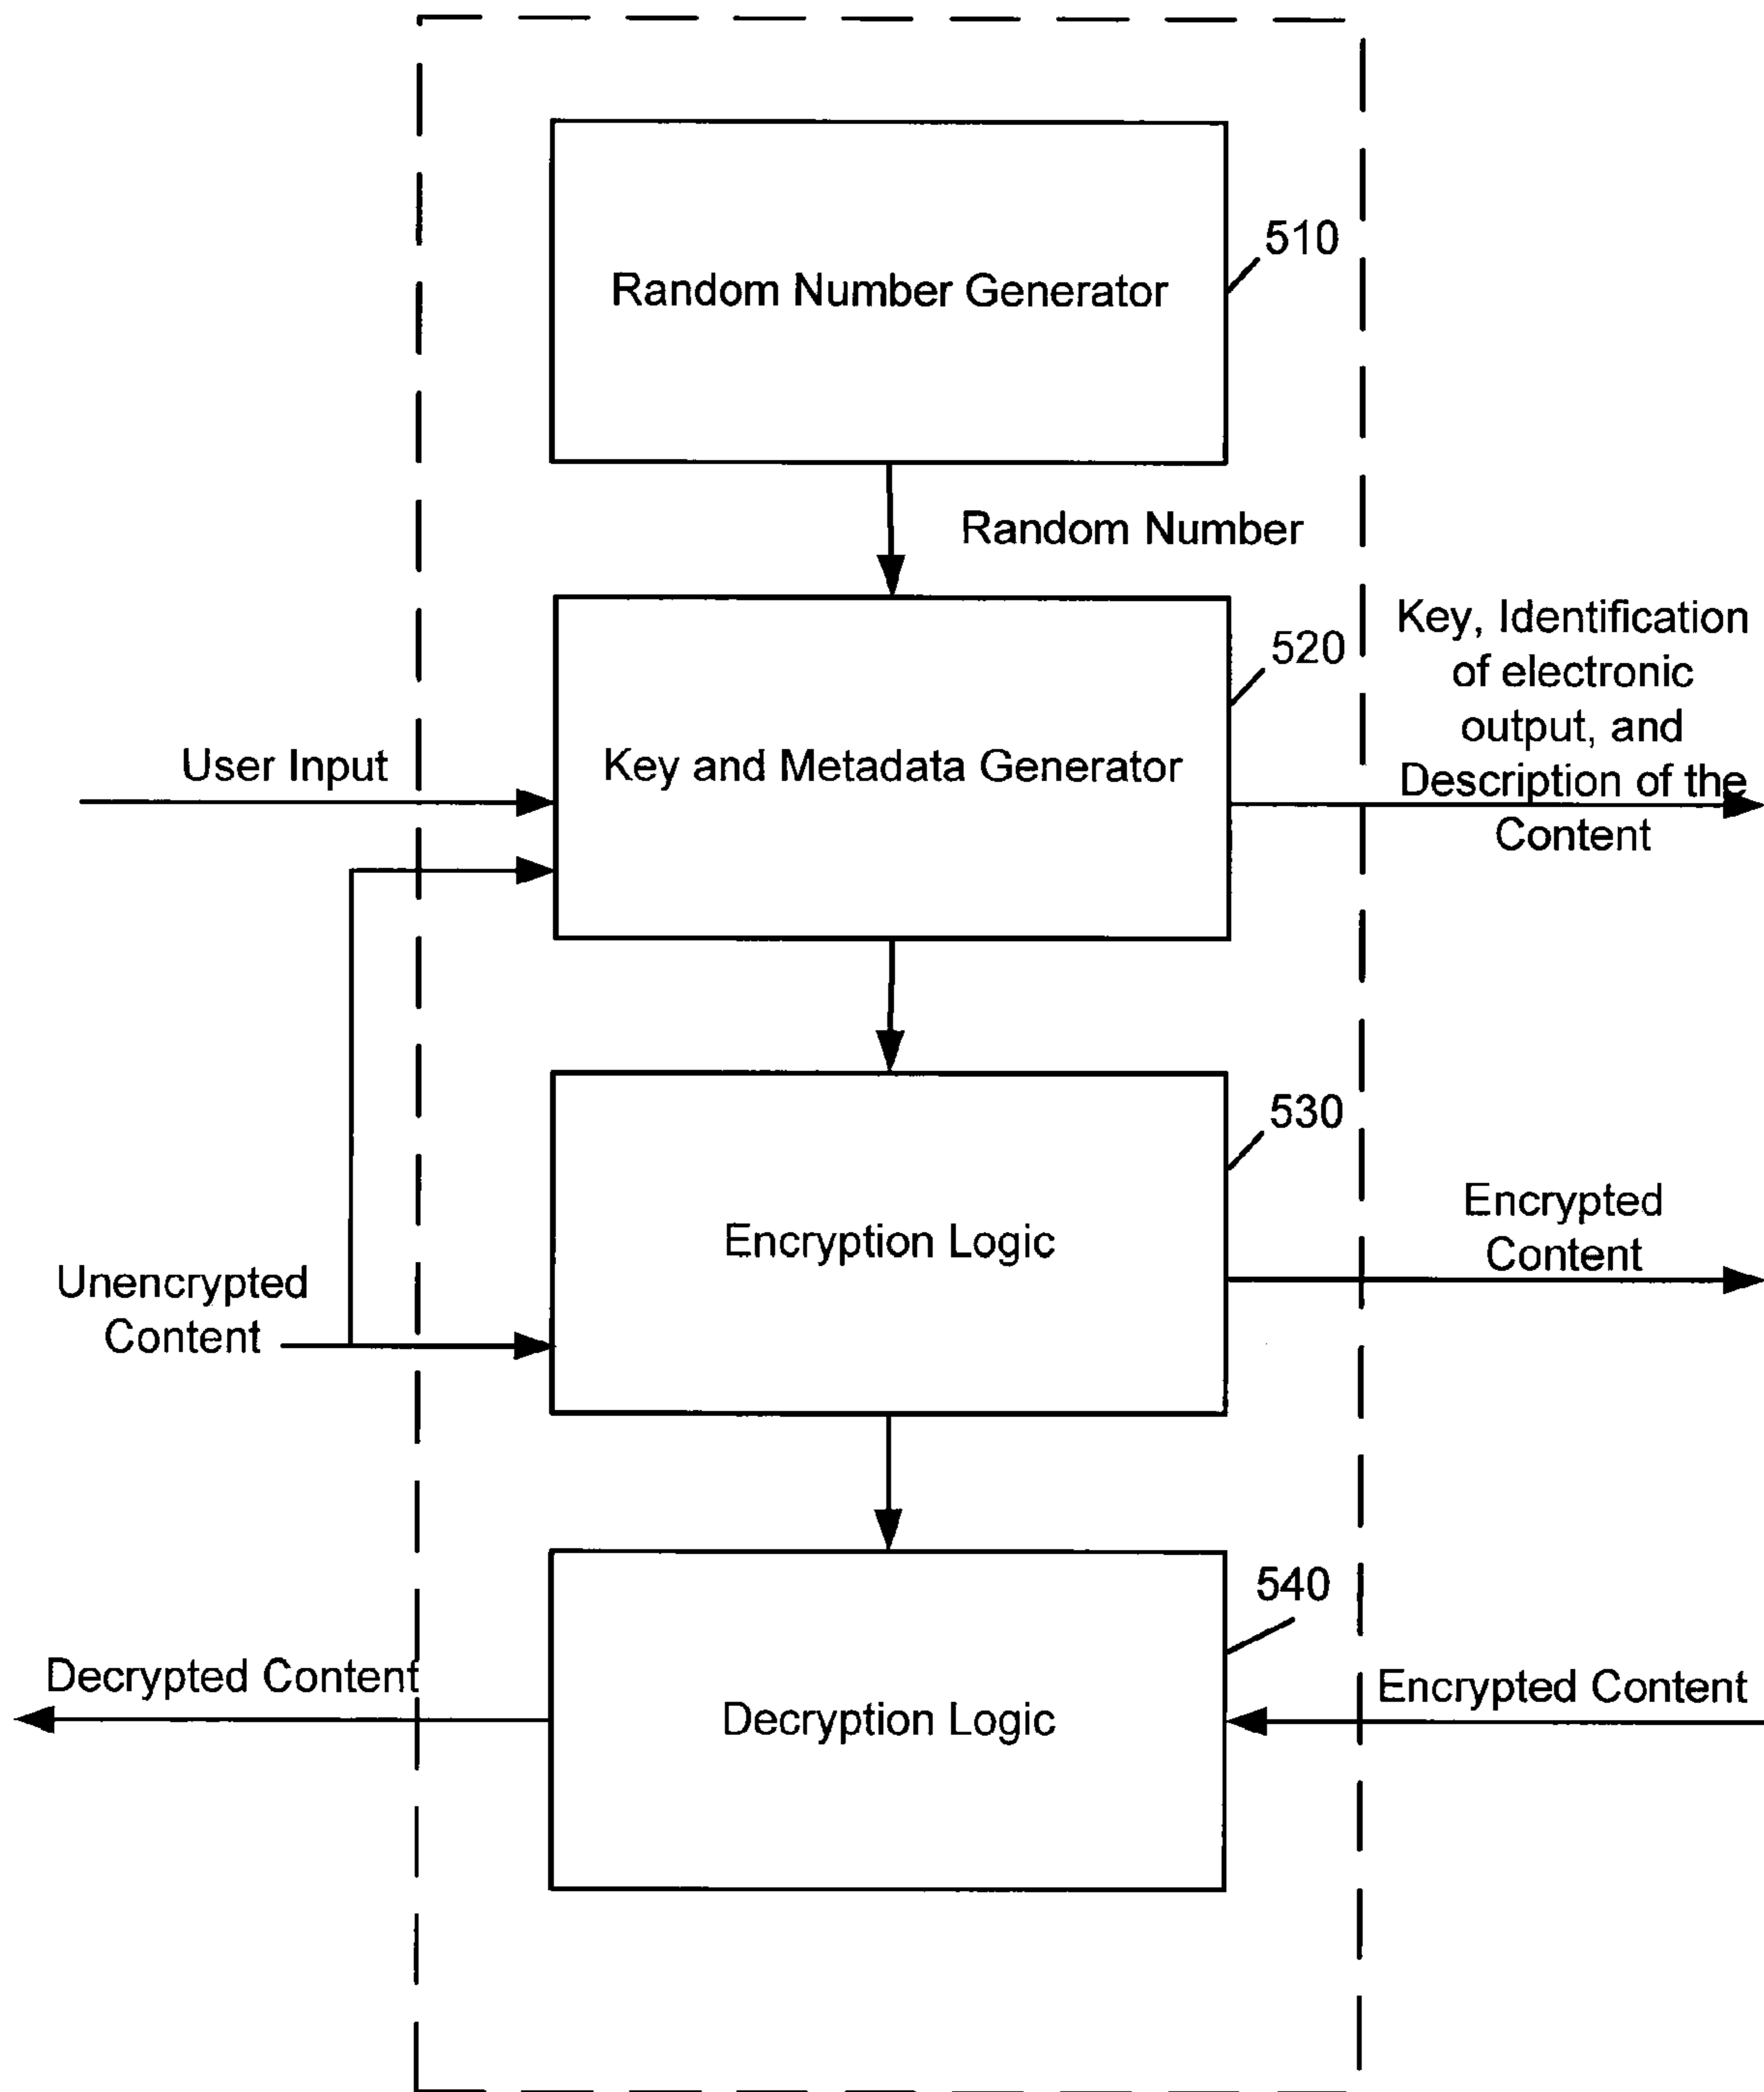 510
Random Number Generator
Random Number
Key, Identification
of electronic
output, and
Description of the
Content
520
User Input
Key and Metadata Generator
530
Encrypted
Content
Encryption Logic
Unencrypted
Content
540
Decrypted Content
Encrypted Content
Decryption Logic